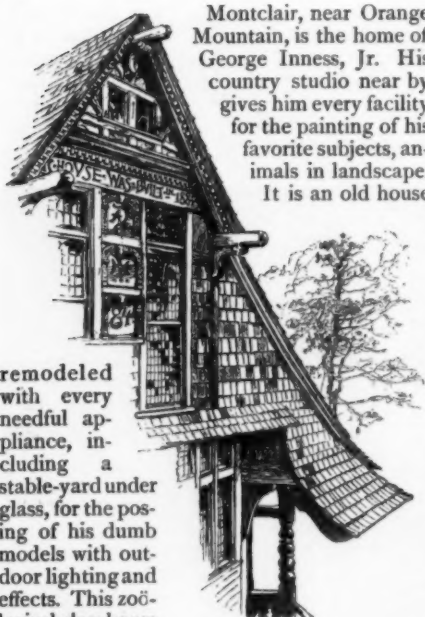 Montclair, near Orange
Mountain, is the home of
George Inness, Jr. His
country studio near by
gives him every facility
for the painting of his
favorite subjects, an-
imals in landscape.
It is an old house
HOVSE WAS BUILT
remodeled
with every
needful ap-
pliance, in-
cluding a
stable-yard under
glass, for the pos-
ing of his dumb
models with out-
door lighting and
effects. This zoö-